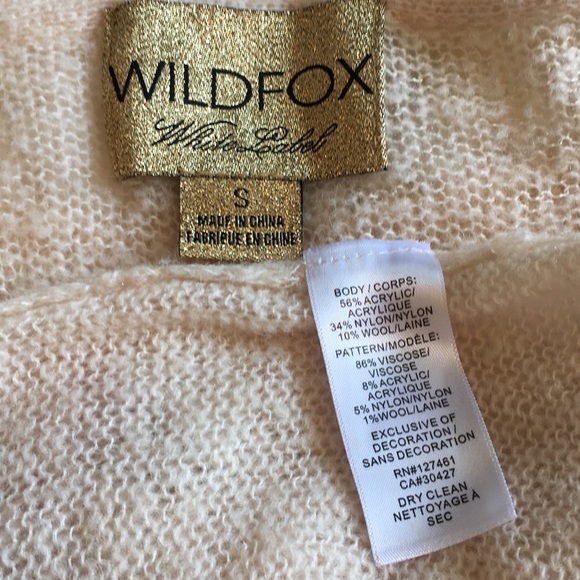 WILDFOX
White Label
S
MADE IN CHINA
FABRIQUE EN CHINE
BODY / CORPS:
56% ACRYLIC/
ACRYLIQUE
34% NYLON/NYLON
10% WOOL/LAINE
PATTERN/MODÈLE:
86% VISCOSE/
VISCOSE
8% ACRYLIC/
ACRYLIQUE
5% NYLON/NYLON
1%WOOL/LAINE
EXCLUSIVE OF
DECORATION /
SANS DECORATION
RN#127461
CA#30427
DRY CLEAN
NETTOYAGE À
SEC